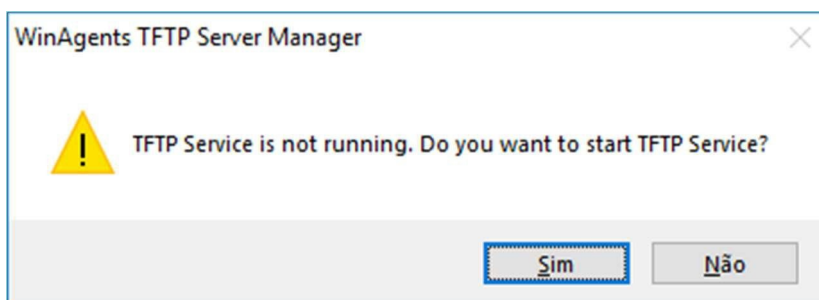 WinAgents TFTP Server Manager
TFTP Service is not running. Do you want to start TFTP Service?
Sim Não